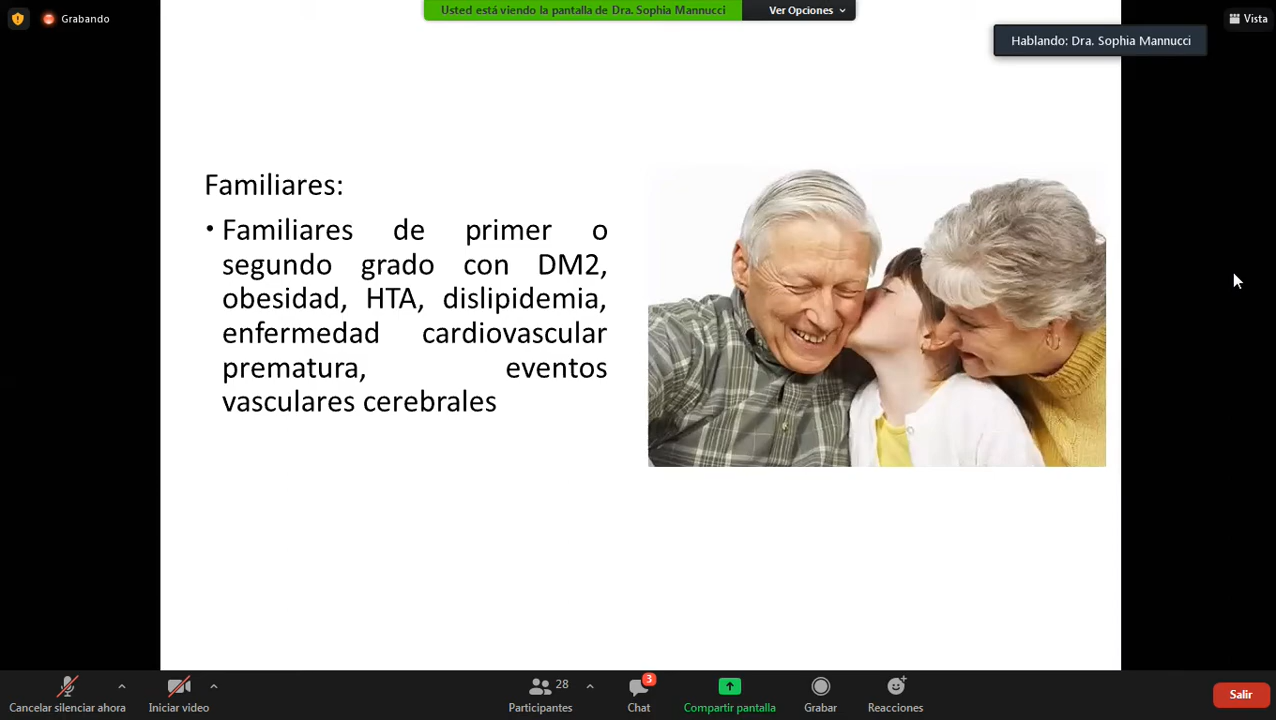 Grabando
Usted está viendo la pantalla de Dra. Sophia Mannucci
Ver Opciones
Vista
Hablando: Dra. Sophia Mannucci
Familiares:
• Familiares de primer o
segundo grado con DM2,
obesidad, HTA, dislipidemia,
enfermedad cardiovascular
prematura, eventos
vasculares cerebrales
Cancelar silenciar ahora
Iniciar video
28
Participantes
3
Chat
Compartir pantalla
Grabar
Reacciones
Salir